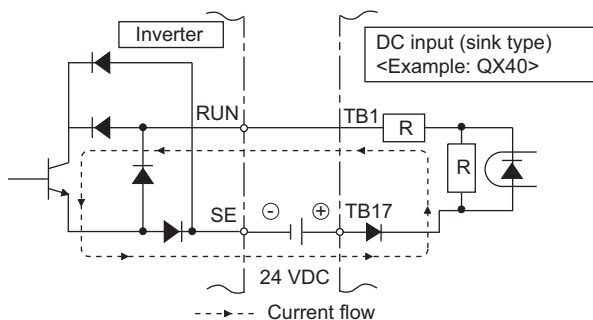 Inverter
DC input (sink type)
<Example: QX40>
RUN
TB1
R
R
SE
⊖
⊕
TB17
24 VDC
Current flow